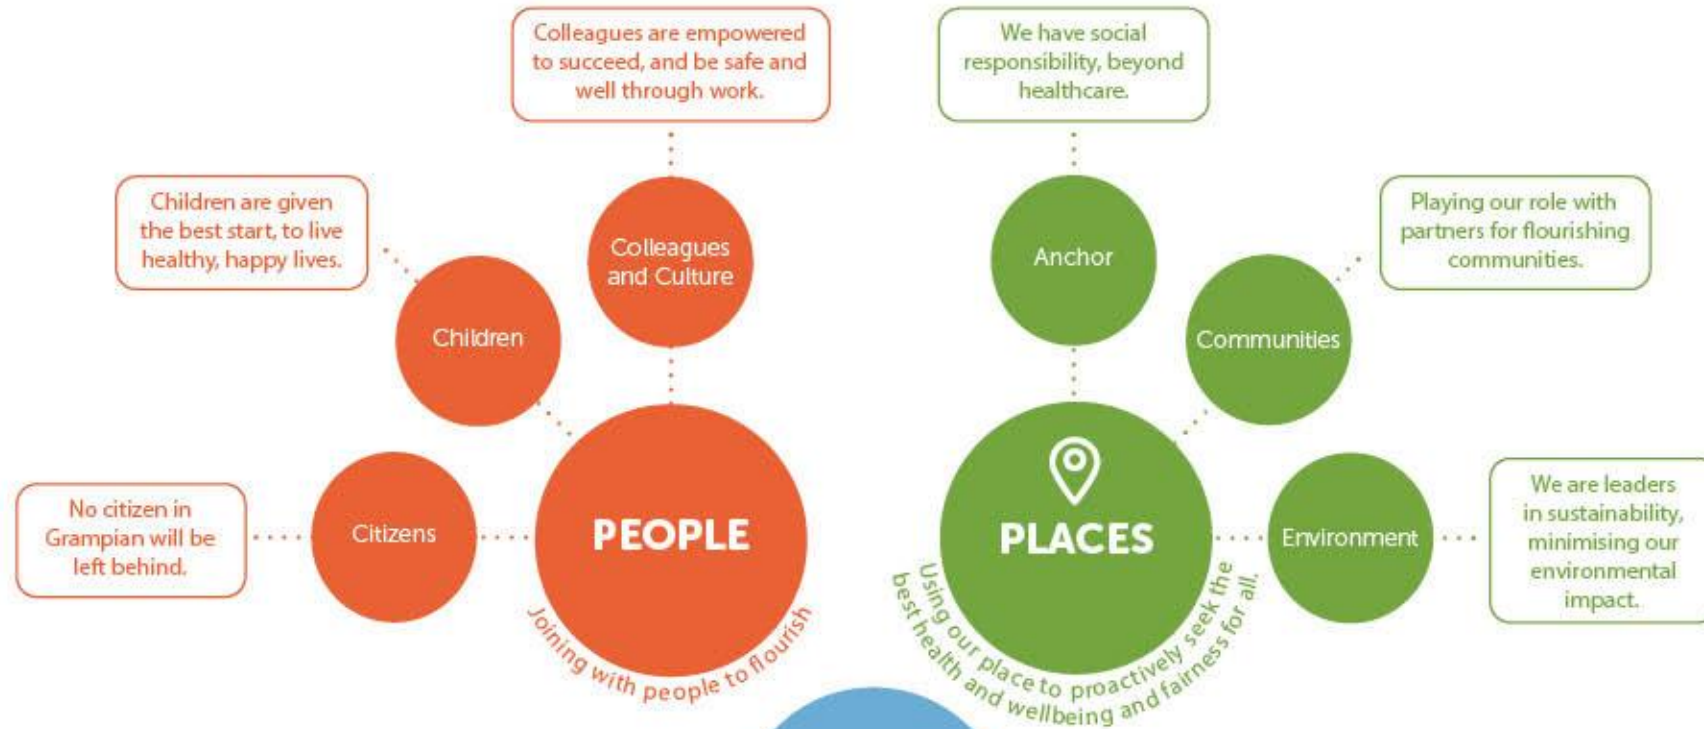 Colleagues are empowered
to succeed, and be safe and
well through work.
We have social
responsibility, beyond
healthcare.
Children are given
the best start, to live
healthy, happy lives.
Playing our role with
partners for flourishing
communities.
Colleagues
and Culture
Anchor
Children
Communities
No citizen in
Grampian will be
left behind.
Citizens
PEOPLE
Joining with people to flourish
PLACES
Using our place to proactively seek the
best health and wellbeing and fairness for all.
Environment
We are leaders
in sustainability,
minimising our
environmental
impact.